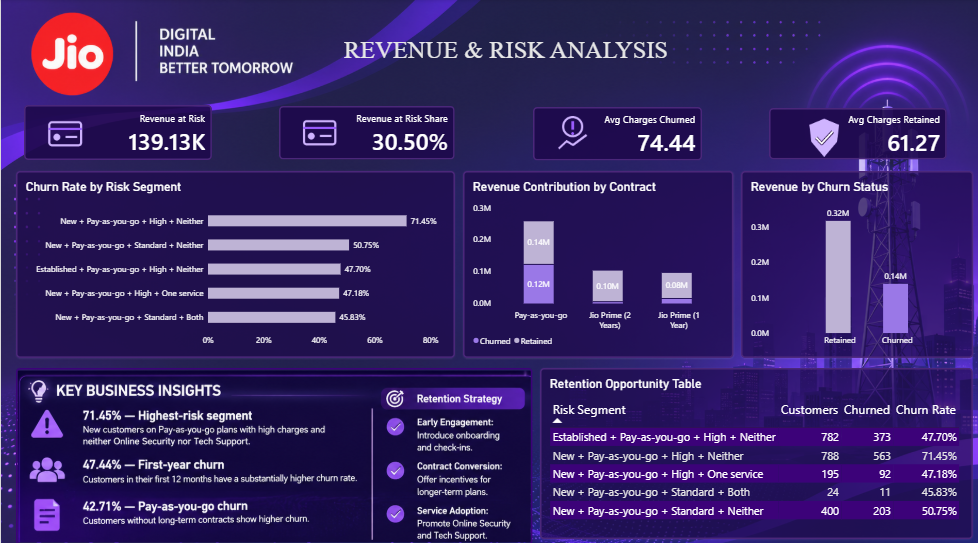 Jio
DIGITAL
INDIA
BETTER TOMORROW
REVENUE & RISK ANALYSIS
Revenue at Risk
139.13K
Revenue at Risk Share
30.50%
Avg Charges Churned
74.44
Avg Charges Retained
61.27
Churn Rate by Risk Segment
New + Pay-as-you-go + High + Neither 71.45%
New + Pay-as-you-go + Standard + Neither 50.75%
Established + Pay-as-you-go + High + Neither 47.70%
New + Pay-as-you-go + High + One service 47.18%
New + Pay-as-you-go + Standard + Both 45.83%
0% 20% 40% 60% 80%
Revenue Contribution by Contract
0.3M
0.2M
0.1M
0.0M
0.14M
0.12M
0.10M
0.08M
Pay-as-you-go
Jio Prime (2
Years)
Jio Prime (1
Year)
Churned Retained
Revenue by Churn Status
0.3M
0.2M
0.1M
0.0M
0.32M
0.14M
Retained Churned
KEY BUSINESS INSIGHTS
71.45% — Highest-risk segment
New customers on Pay-as-you-go plans with high charges and
neither Online Security nor Tech Support.
47.44% — First-year churn
Customers in their first 12 months have a substantially higher churn rate.
42.71% — Pay-as-you-go churn
Customers without long-term contracts show higher churn.
Retention Strategy
Early Engagement:
Introduce onboarding
and check-ins.
Contract Conversion:
Offer incentives for
longer-term plans.
Service Adoption:
Promote Online Security
and Tech Support.
Retention Opportunity Table
Risk Segment Customers Churned Churn Rate
Established + Pay-as-you-go + High + Neither 782 373 47.70%
New + Pay-as-you-go + High + Neither 788 563 71.45%
New + Pay-as-you-go + High + One service 195 92 47.18%
New + Pay-as-you-go + Standard + Both 24 11 45.83%
New + Pay-as-you-go + Standard + Neither 400 203 50.75%